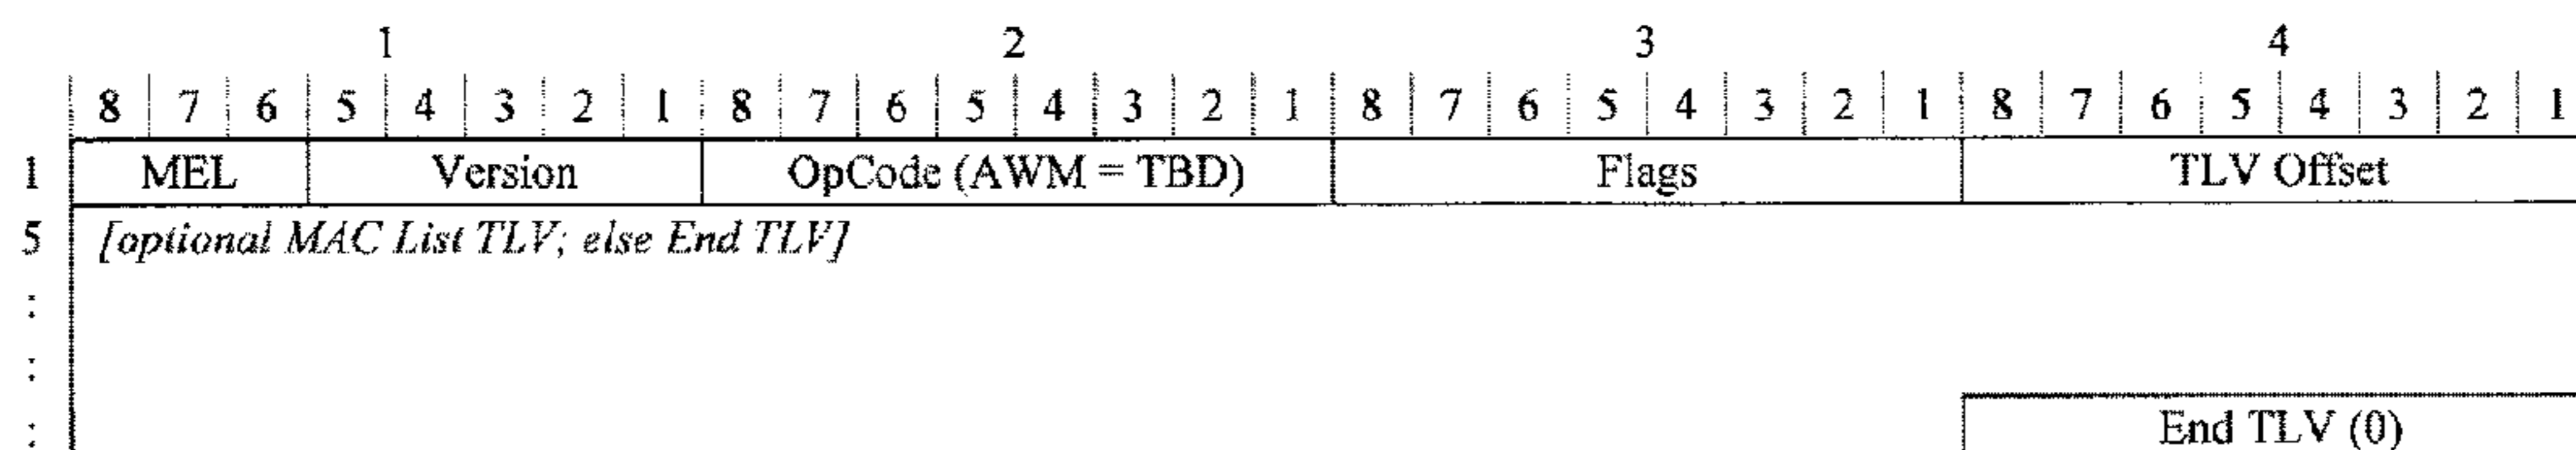 1 2 3 4
8 7 6 5 4 3 2 1 8 7 6 5 4 3 2 1 8 7 6 5 4 3 2 1 8 7 6 5 4 3 2 1
1 MEL Version OpCode (AWM = TBD) Flags TLV Offset
5 [optional MAC List TLV; else End TLV]
:
:
: End TLV (0)